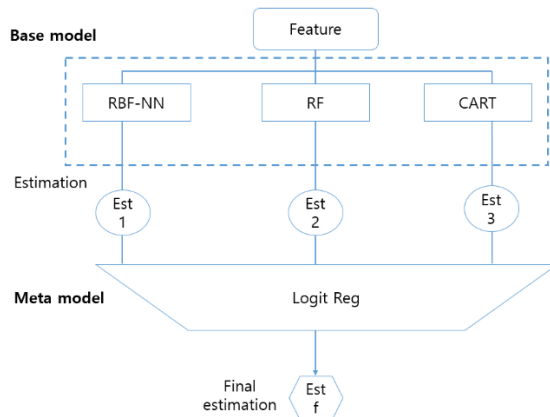 Feature
Base model
RBF-NN
RF
CART
Estimation
Est
1
Est
2
Est
3
Meta model
Logit Reg
Final
estimation
Est
f